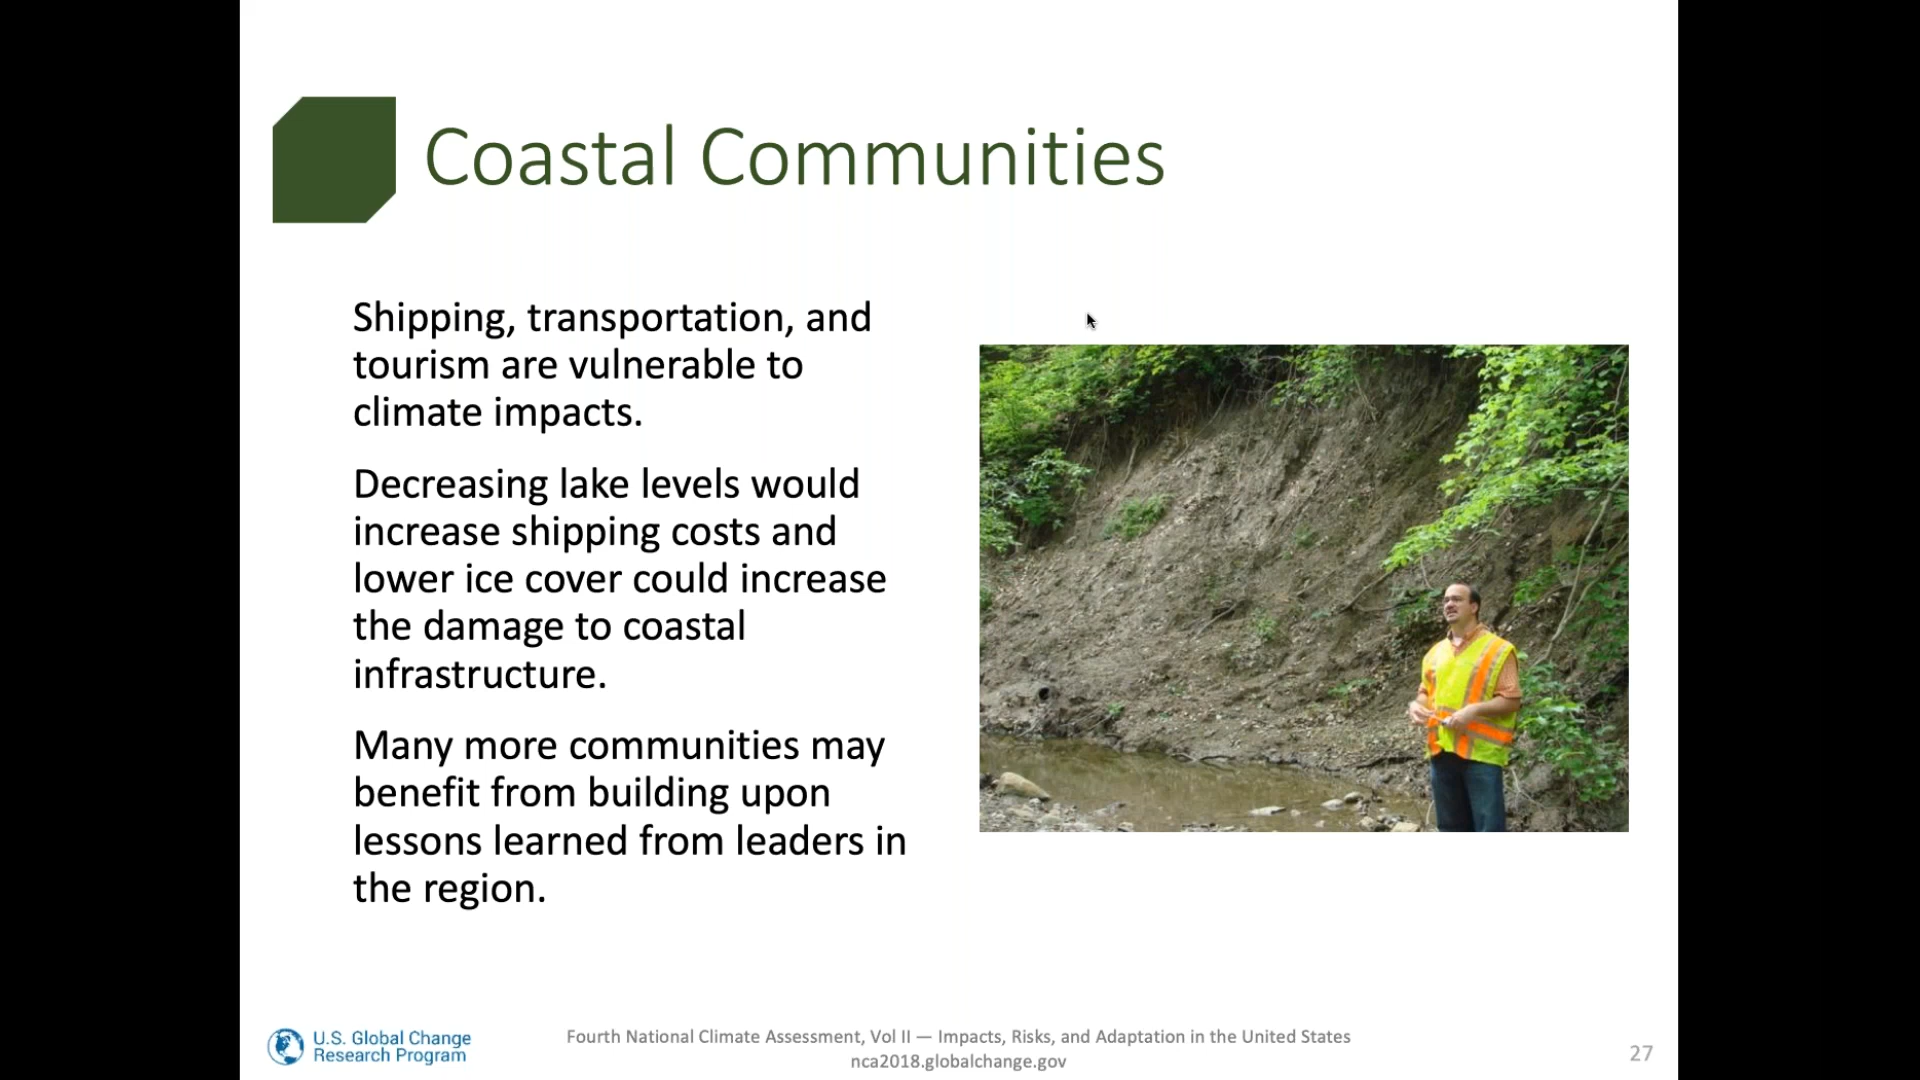 Coastal Communities
Shipping, transportation, and
tourism are vulnerable to
climate impacts.
Decreasing lake levels would
increase shipping costs and
lower ice cover could increase
the damage to coastal
infrastructure.
Many more communities may
benefit from building upon
lessons learned from leaders in
the region.
U.S. Global Change
Research Program
Fourth National Climate Assessment, Vol II — Impacts, Risks, and Adaptation in the United States
nca2018.globalchange.gov
27